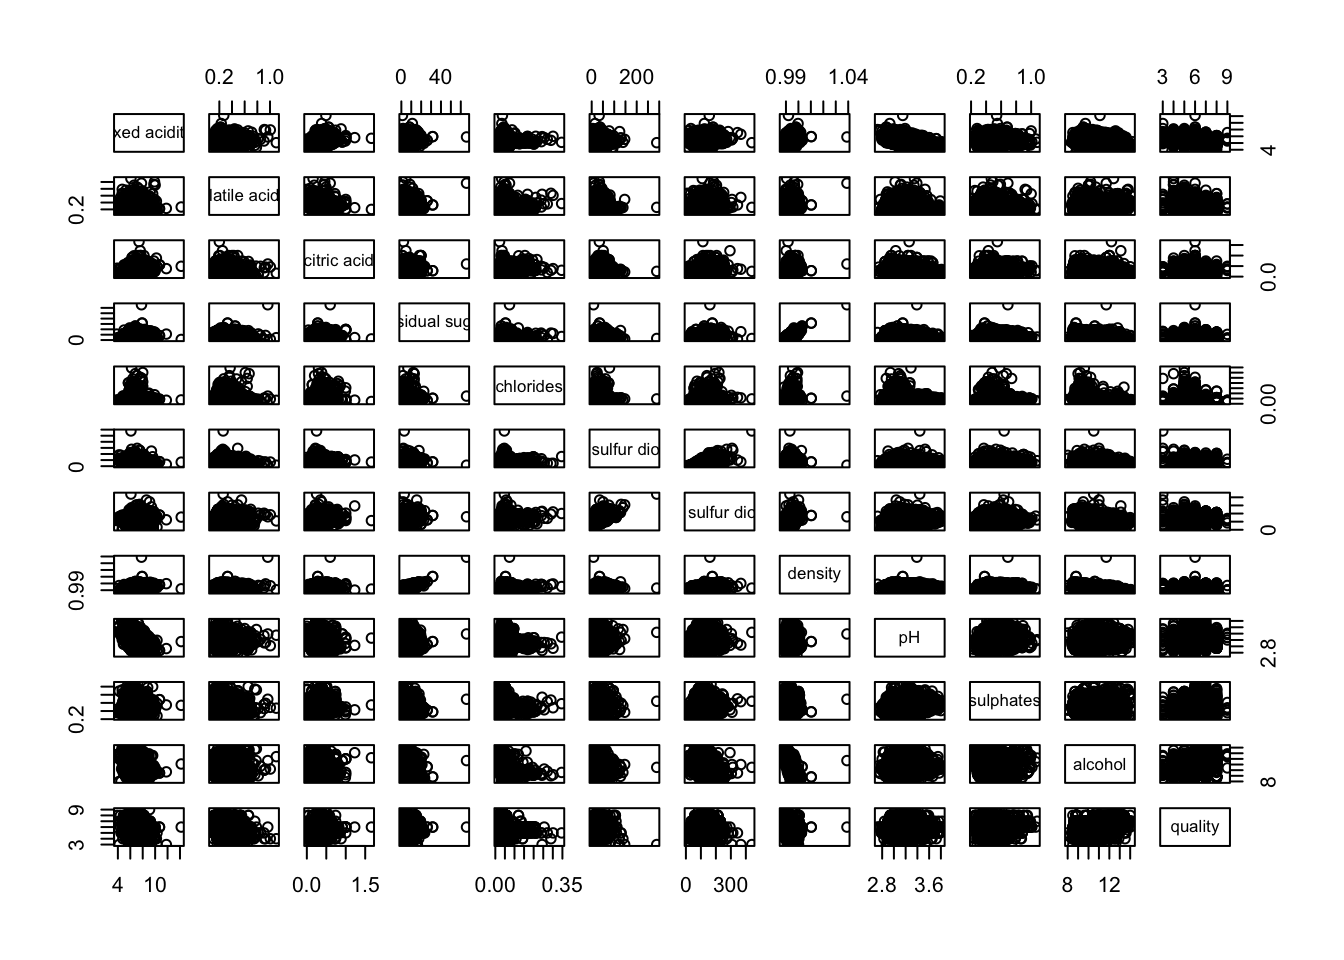 0.2 1.0 0 40 0 200 0.99 1.04 0.2 1.0 3 6 9
xed acidit 4
0.2 latile acid
citric acid 0.0
0 sidual sug
chlorides 0.00
0 sulfur dio
sulfur dio 0
0.99 density
pH 2.8
0.2 sulphates
alcohol 8
3 9 quality
4 10 0.0 1.5 0.00 0.35 0 300 2.8 3.6 8 12